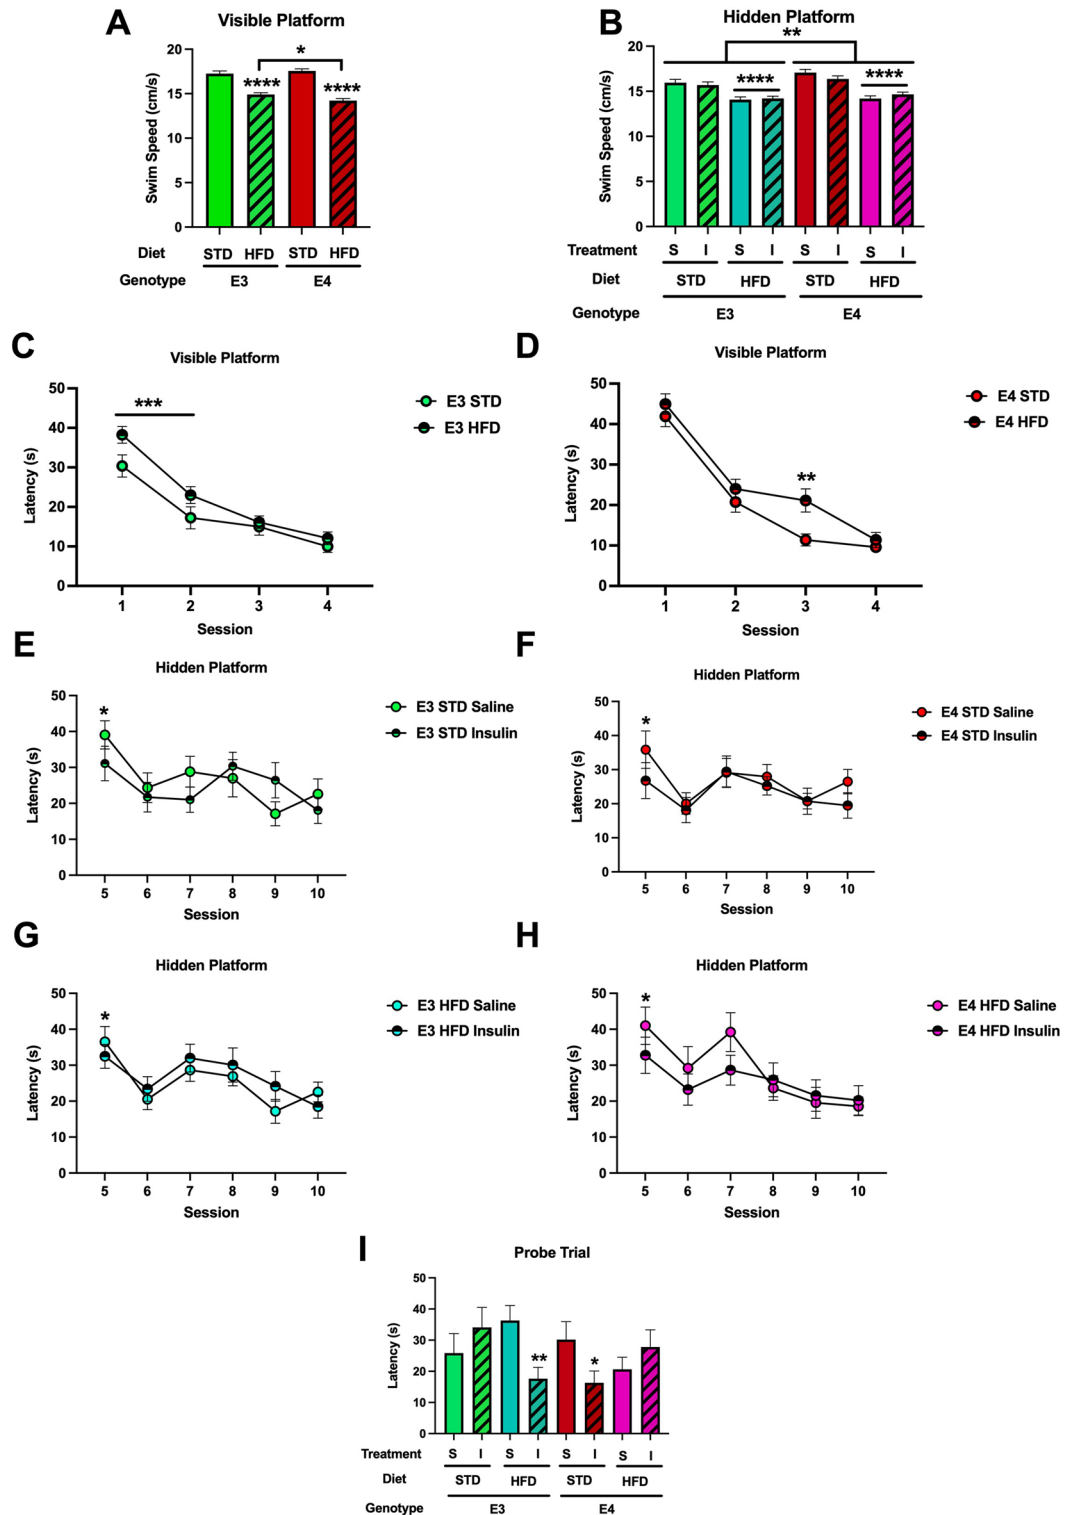 A
Visible Platform
*
****
****
Swim Speed (cm/s)
20
15
10
5
0
Diet
STD HFD STD HFD
Genotype
E3 E4
B
Hidden Platform
**
****
****
Swim Speed (cm/s)
20
15
10
5
0
Treatment
S I S I S I S I
Diet
STD HFD STD HFD
Genotype
E3 E4
C
Visible Platform
***
Latency (s)
50
40
30
20
10
0
1 2 3 4
Session
E3 STD
E3 HFD
D
Visible Platform
**
Latency (s)
50
40
30
20
10
0
1 2 3 4
Session
E4 STD
E4 HFD
E
Hidden Platform
*
Latency (s)
50
40
30
20
10
0
5 6 7 8 9 10
Session
E3 STD Saline
E3 STD Insulin
F
Hidden Platform
*
Latency (s)
50
40
30
20
10
0
5 6 7 8 9 10
Session
E4 STD Saline
E4 STD Insulin
G
Hidden Platform
*
Latency (s)
50
40
30
20
10
0
5 6 7 8 9 10
Session
E3 HFD Saline
E3 HFD Insulin
H
Hidden Platform
*
Latency (s)
50
40
30
20
10
0
5 6 7 8 9 10
Session
E4 HFD Saline
E4 HFD Insulin
I
Probe Trial
**
*
Latency (s)
50
40
30
20
10
0
Treatment
S I S I S I S I
Diet
STD HFD STD HFD
Genotype
E3 E4